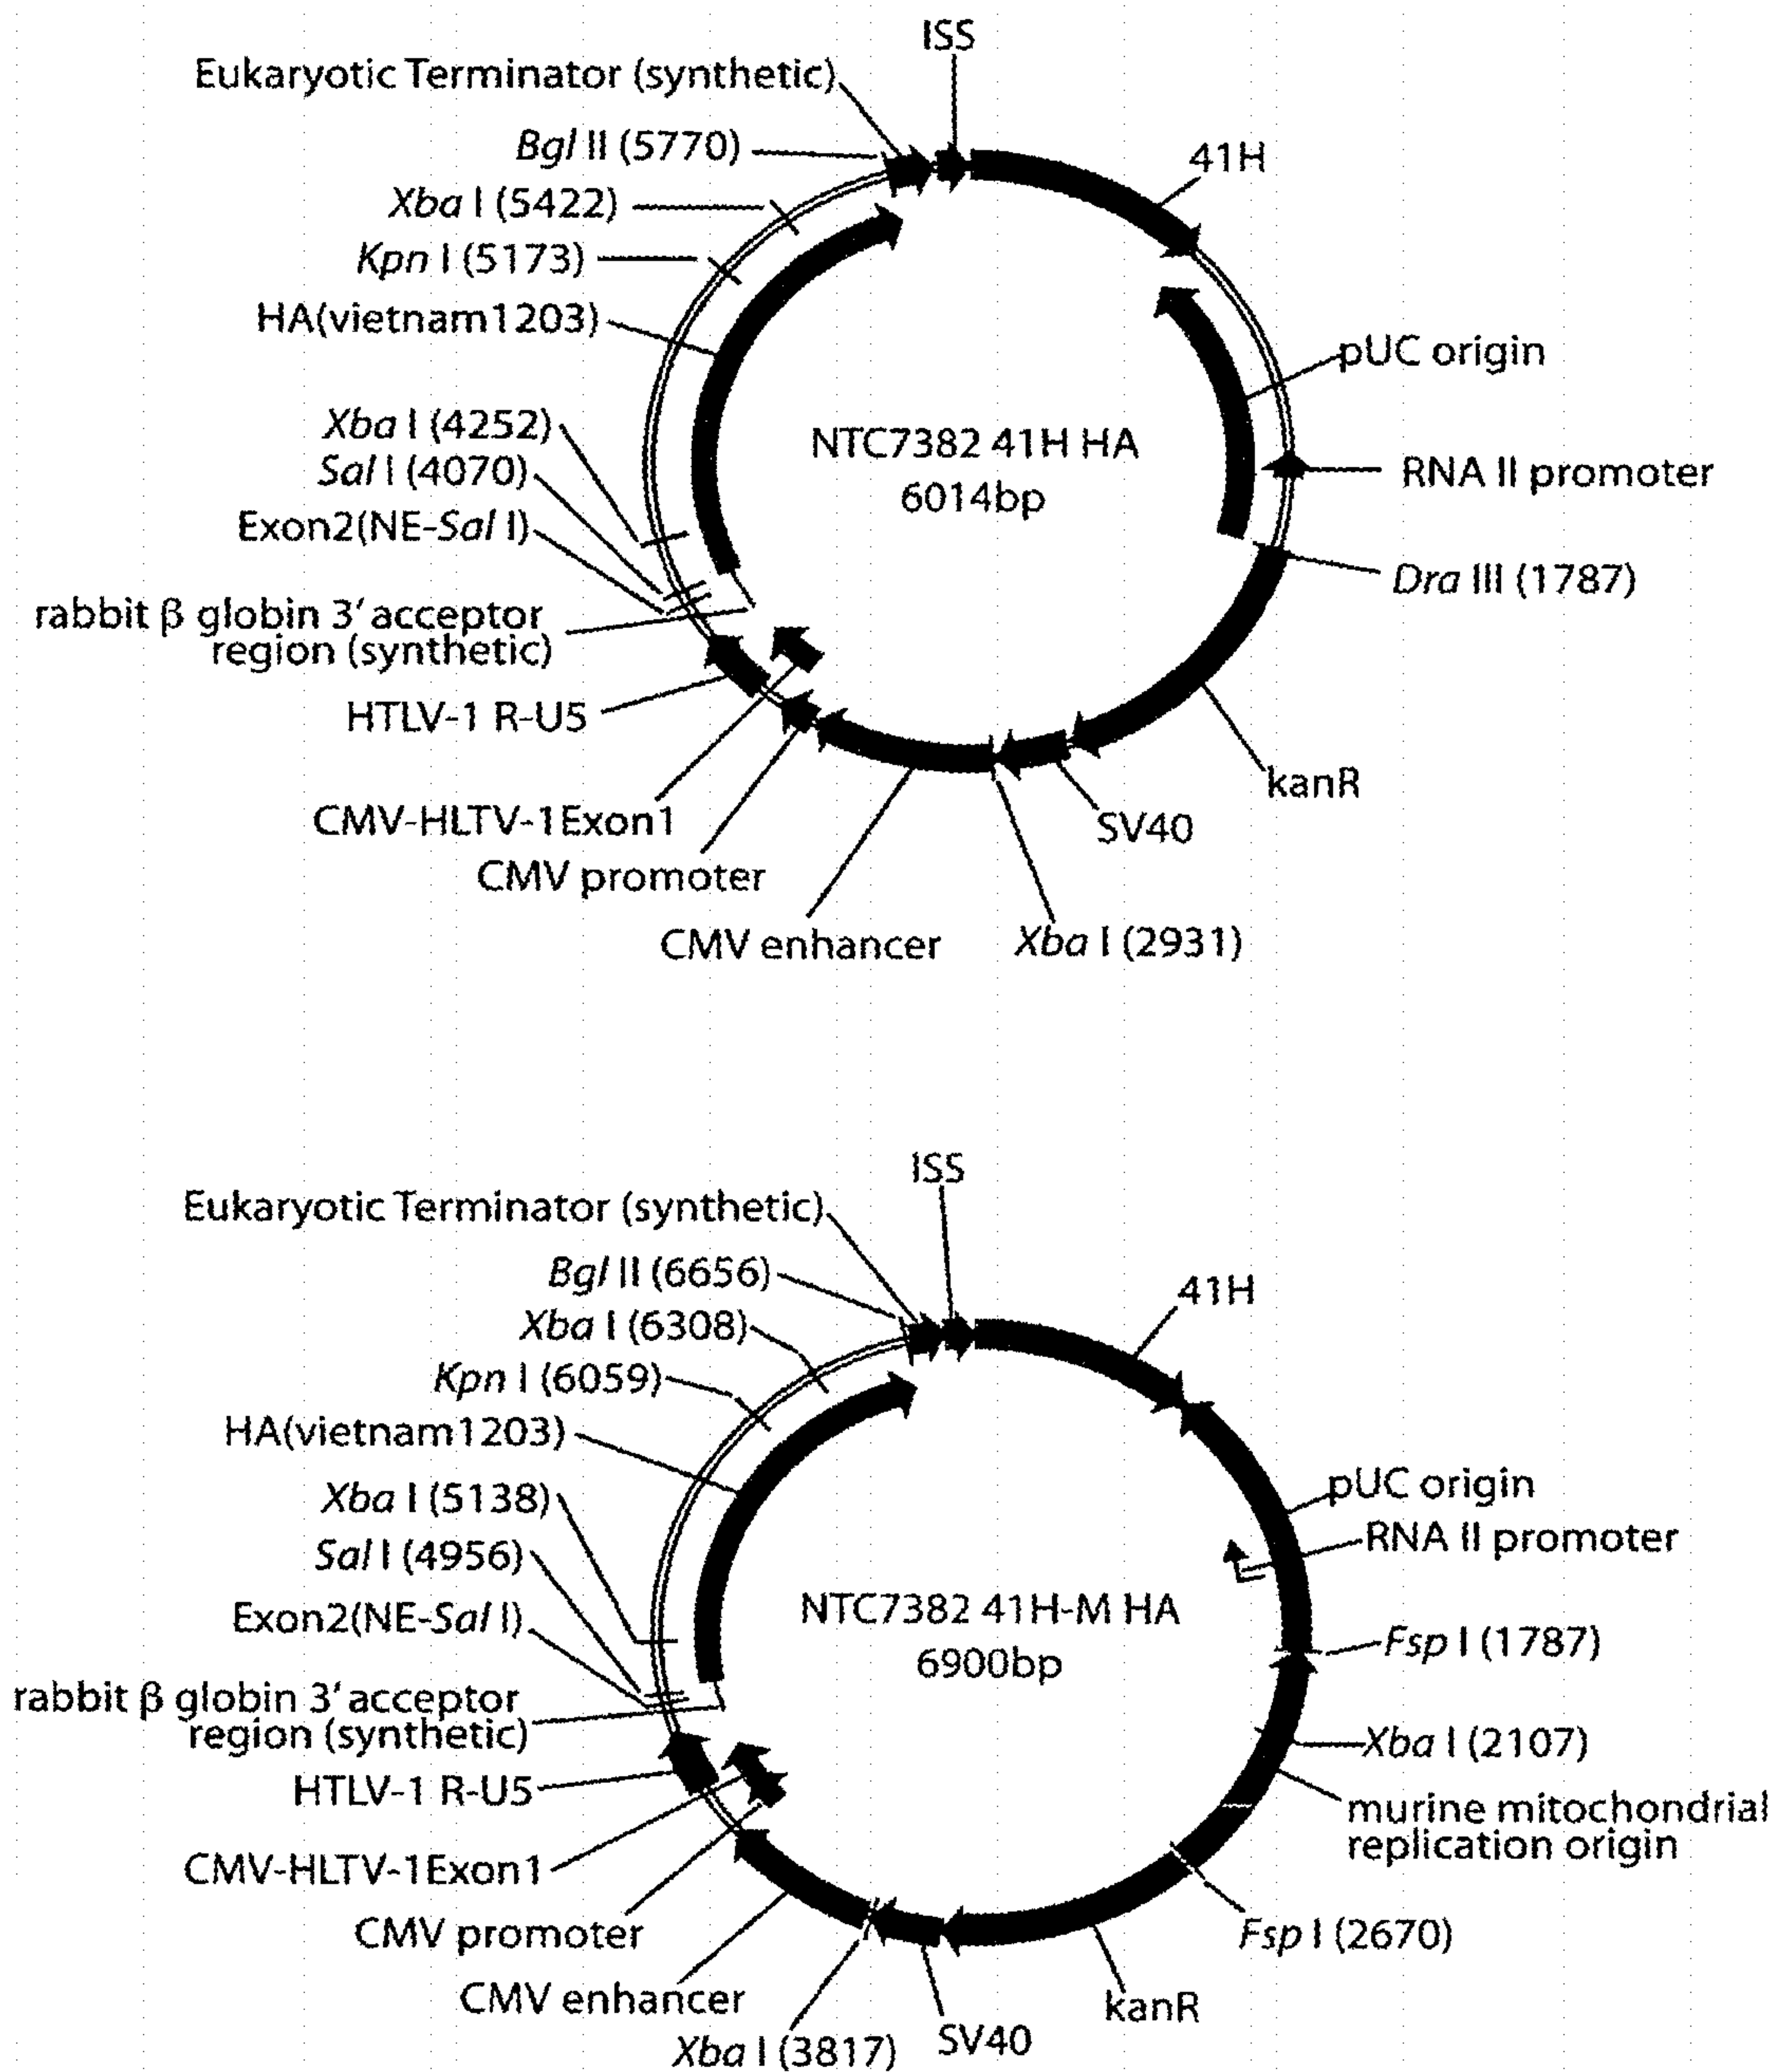 ISS
Eukaryotic Terminator (synthetic)
Bgl II (5770)
41H
Xba I (5422)
Kpn I (5173)
HA(vietnam1203)
pUC origin
Xba I (4252)
NTC7382 41H HA
6014bp
Sal I (4070)
RNA II promoter
Exon2(NE-Sal I)
Dra III (1787)
rabbit β globin 3' acceptor
region (synthetic)
HTLV-1 R-U5
kanR
CMV-HLTV-1Exon1
SV40
CMV promoter
CMV enhancer
Xba I (2931)
ISS
Eukaryotic Terminator (synthetic)
Bgl II (6656)
41H
Xba I (6308)
Kpn I (6059)
HA(vietnam1203)
pUC origin
Xba I (5138)
RNA II promoter
Sal I (4956)
NTC7382 41H-M HA
6900bp
Exon2(NE-Sal I)
Fsp I (1787)
rabbit β globin 3' acceptor
region (synthetic)
Xba I (2107)
HTLV-1 R-U5
murine mitochondrial
replication origin
CMV-HLTV-1Exon1
CMV promoter
Fsp I (2670)
CMV enhancer
kanR
Xba I (3817)
SV40